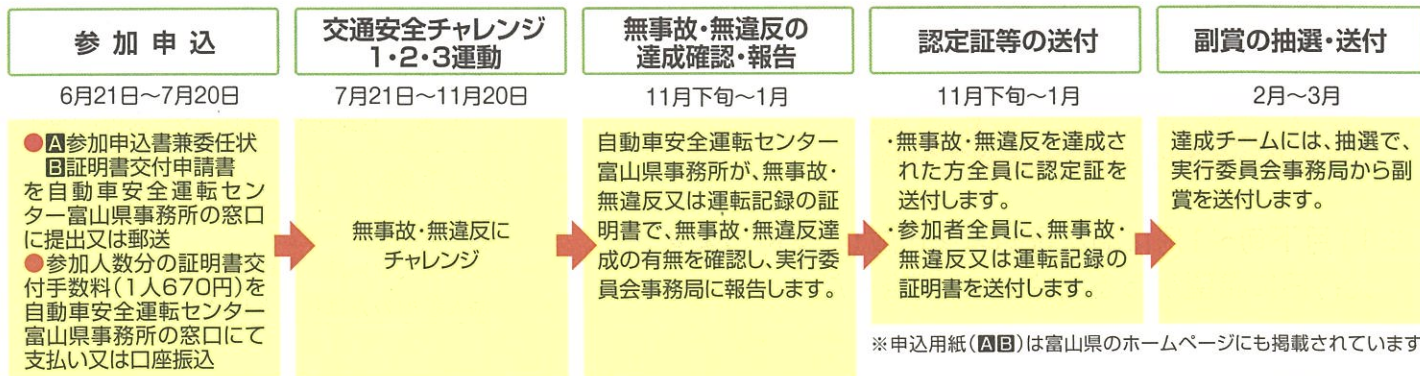 参加申込
6月21日～7月20日
●A参加申込書兼委任状
B証明書交付申請書
を自動車安全運転セン
ター富山県事務所の窓口
に提出又は郵送
●参加人数分の証明書交
付手数料(1人670円)を
自動車安全運転センター
富山県事務所の窓口にて
支払い又は口座振込
交通安全チャレンジ
1・2・3運動
7月21日～11月20日
無事故・無違反に
チャレンジ
無事故・無違反の
達成確認・報告
11月下旬～1月
自動車安全運転センター
富山県事務所が、無事故・
無違反又は運転記録の証
明書で、無事故・無違反達
成の有無を確認し、実行委
員会事務局に報告します。
認定証等の送付
11月下旬～1月
・無事故・無違反を達成さ
れた方全員に認定証を
送付します。
・参加者全員に、無事故・
無違反又は運転記録の
証明書を送付します。
副賞の抽選・送付
2月～3月
達成チームには、抽選で、
実行委員会事務局から副
賞を送付します。
※申込用紙(AB)は富山県のホームページにも掲載されています